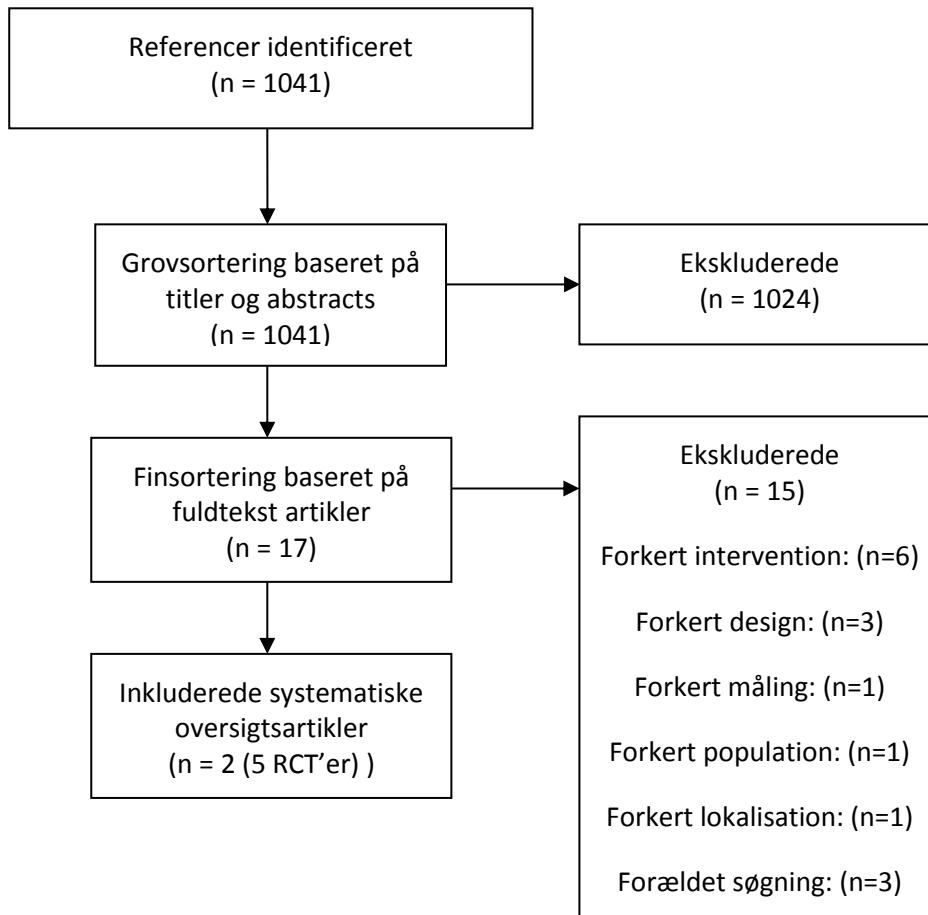 Referencer identificeret
(n = 1041)
Grovsortering baseret på
titler og abstracts
(n = 1041)
Ekskluderede
(n = 1024)
Finsortering baseret på
fuldtekst artikler
(n = 17)
Ekskluderede
(n = 15)
Forkert intervention: (n=6)
Forkert design: (n=3)
Forkert måling: (n=1)
Forkert population: (n=1)
Forkert lokalisation: (n=1)
Forældet søgning: (n=3)
Inkluderede systematiske
oversigtsartikler
(n = 2 (5 RCT’er) )